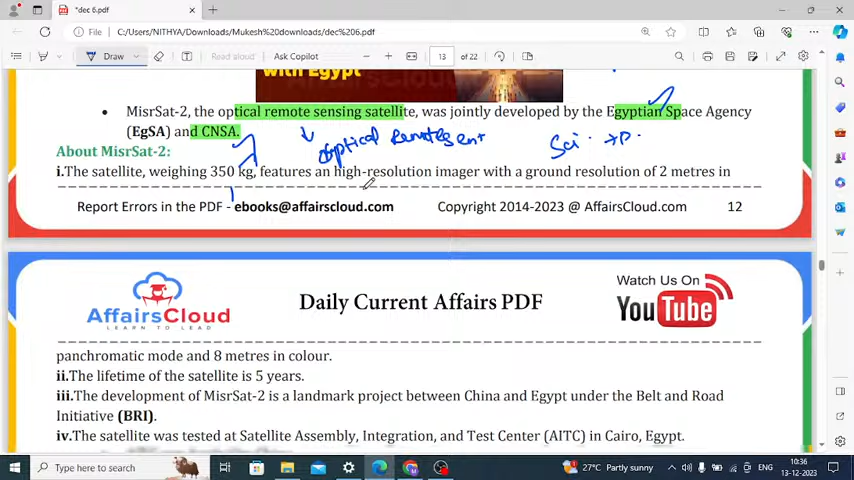 *dec 6.pdf
C:/Users/NITHYA/Downloads/Mukesh%20downloads/dec%206.pdf
Draw
Read aloud
Ask Copilot
13 of 22
with Egypt
• MisrSat-2, the optical remote sensing satellite, was jointly developed by the Egyptian Space Agency
(EgSA) and CNSA.
optical Remote
Sci
About MisrSat-2:
i.The satellite, weighing 350 kg, features an high-resolution imager with a ground resolution of 2 metres in
Report Errors in the PDF - ebooks@affairscloud.com Copyright 2014-2023 @ AffairsCloud.com 12
AffairsCloud
LEARN TO LEAD
Daily Current Affairs PDF
Watch Us On
YouTube
panchromatic mode and 8 metres in colour.
ii.The lifetime of the satellite is 5 years.
iii.The development of MisrSat-2 is a landmark project between China and Egypt under the Belt and Road
Initiative (BRI).
iv.The satellite was tested at Satellite Assembly, Integration, and Test Center (AITC) in Cairo, Egypt.
Type here to search
27°C Partly sunny
ENG
10:36
13-12-2023